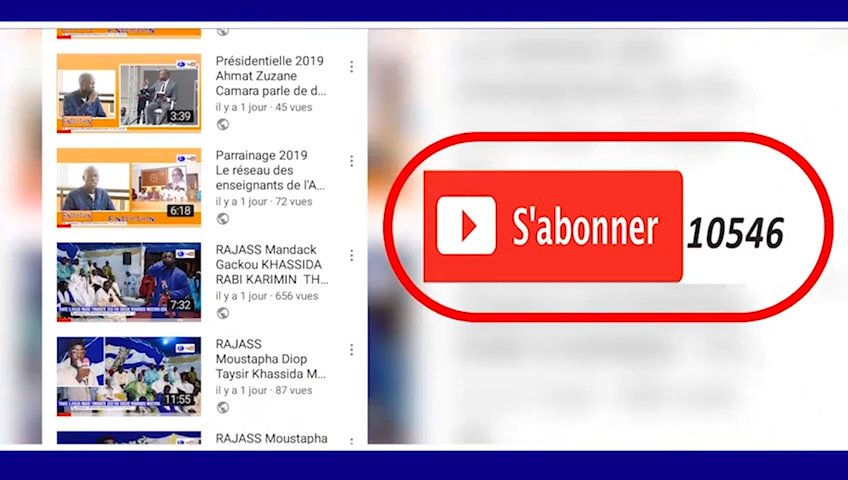 Présidentielle 2019
Ahmat Zuzane
Camara parle de d...
il y a 1 jour · 45 vues
3:39
Parrainage 2019
Le réseau des
enseignants de l'A...
il y a 1 jour · 72 vues
6:18
RAJASS Mandack
Gackou KHASSIDA
RABI KARIMIN TH...
il y a 1 jour · 656 vues
7:32
RAJASS
Moustapha Diop
Taysir Khassida M...
il y a 1 jour · 87 vues
11:55
RAJASS Moustapha
S'abonner
10546